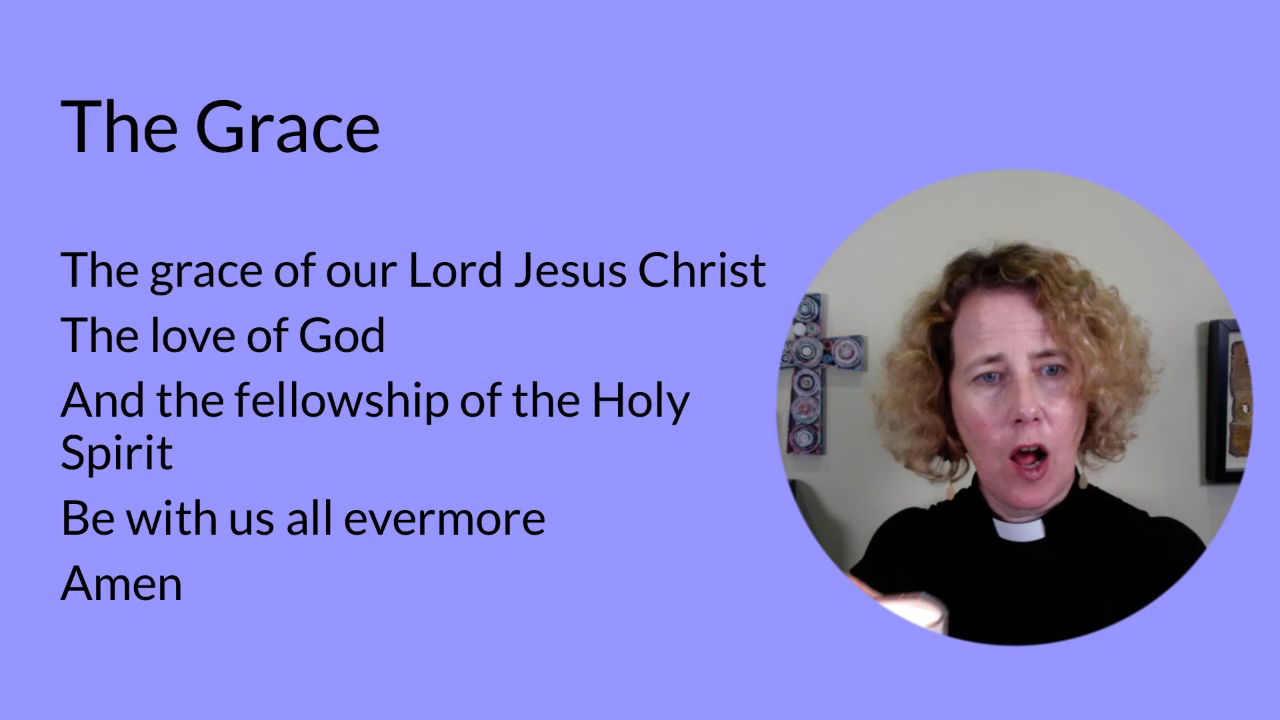 The Grace
The grace of our Lord Jesus Christ
The love of God
And the fellowship of the Holy
Spirit
Be with us all evermore
Amen